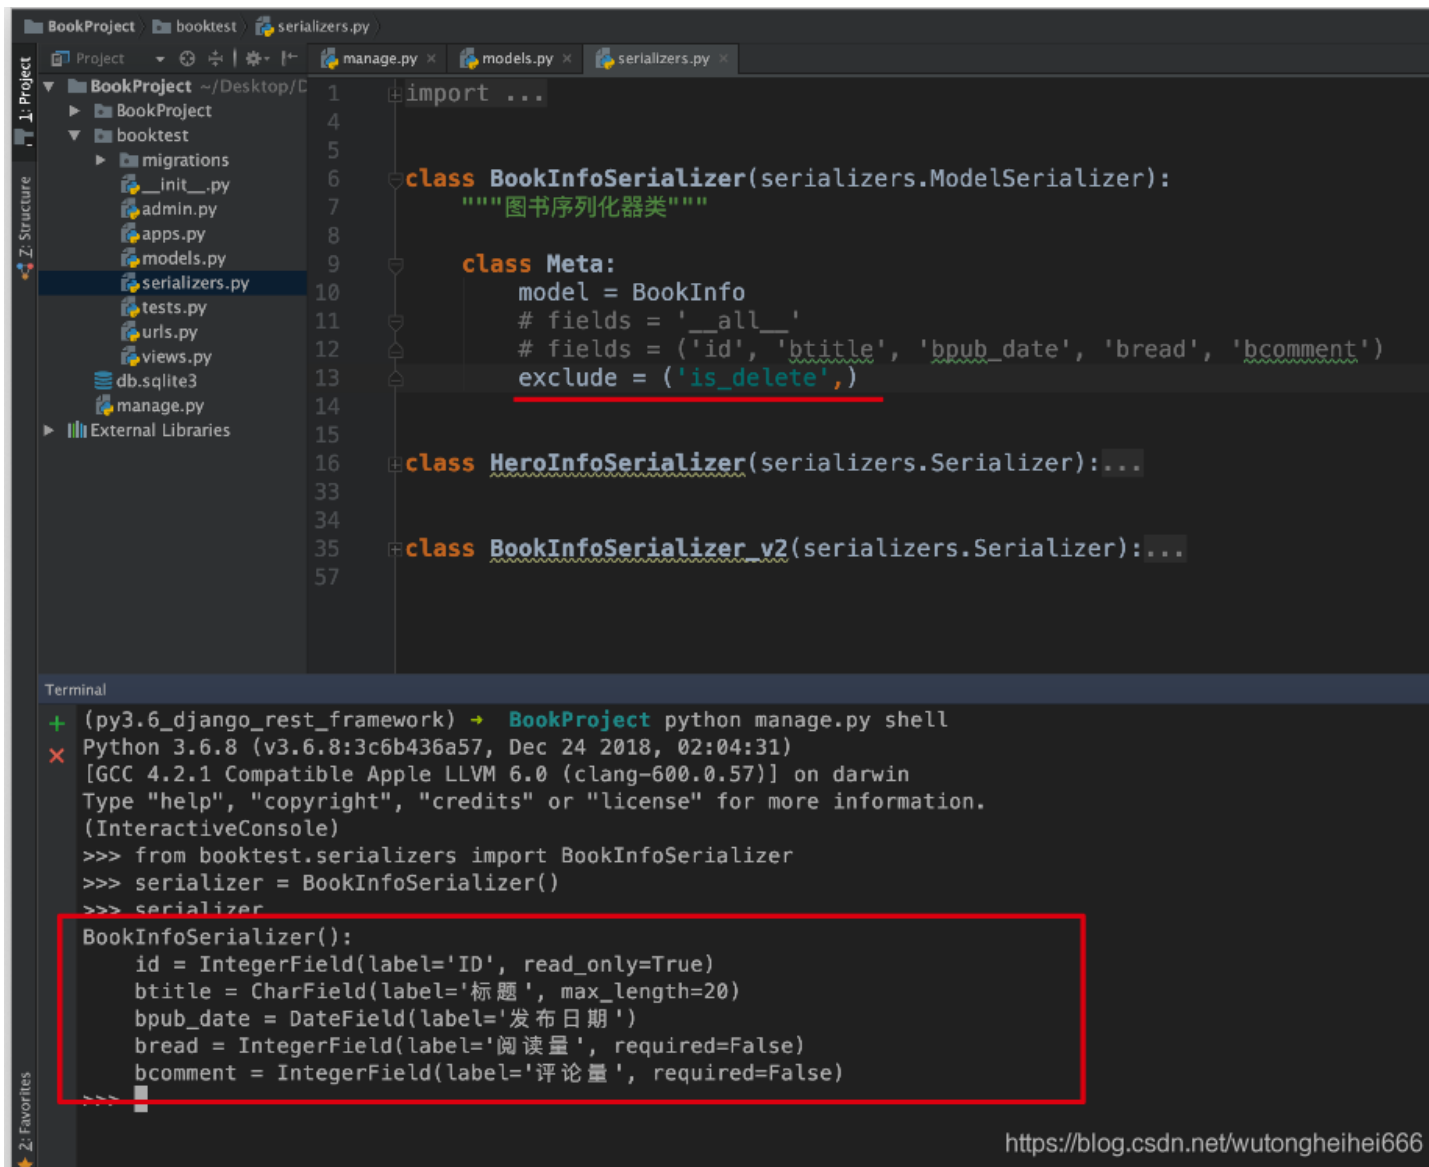 BookProject booktest serializers.py
Project
manage.py × models.py × serializers.py ×
1: Project
Z: Structure
2: Favorites
BookProject ~/Desktop/D
BookProject
booktest
migrations
__init__.py
admin.py
apps.py
models.py
serializers.py
tests.py
urls.py
views.py
db.sqlite3
manage.py
External Libraries
1 import ...
4
5
6 class BookInfoSerializer(serializers.ModelSerializer):
7 """图书序列化器类"""
8
9 class Meta:
10 model = BookInfo
11 # fields = '__all__'
12 # fields = ('id', 'btitle', 'bpub_date', 'bread', 'bcomment')
13 exclude = ('is_delete',)
14
15
16 class HeroInfoSerializer(serializers.Serializer):...
33
34
35 class BookInfoSerializer_v2(serializers.Serializer):...
57
Terminal
(py3.6_django_rest_framework) → BookProject python manage.py shell
Python 3.6.8 (v3.6.8:3c6b436a57, Dec 24 2018, 02:04:31)
[GCC 4.2.1 Compatible Apple LLVM 6.0 (clang-600.0.57)] on darwin
Type "help", "copyright", "credits" or "license" for more information.
(InteractiveConsole)
>>> from booktest.serializers import BookInfoSerializer
>>> serializer = BookInfoSerializer()
>>> serializer
BookInfoSerializer():
id = IntegerField(label='ID', read_only=True)
btitle = CharField(label='标题', max_length=20)
bpub_date = DateField(label='发布日期')
bread = IntegerField(label='阅读量', required=False)
bcomment = IntegerField(label='评论量', required=False)
>>>
https://blog.csdn.net/wutongheihei666